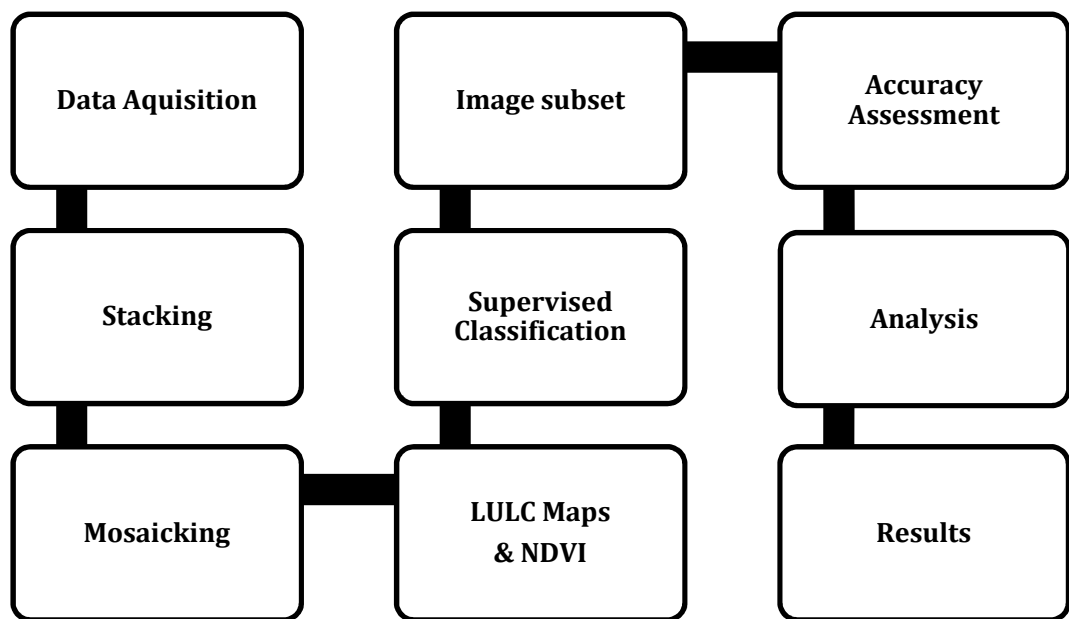 Data Aquisition
Stacking
Mosaicking
LULC Maps
& NDVI
Supervised
Classification
Image subset
Accuracy
Assessment
Analysis
Results